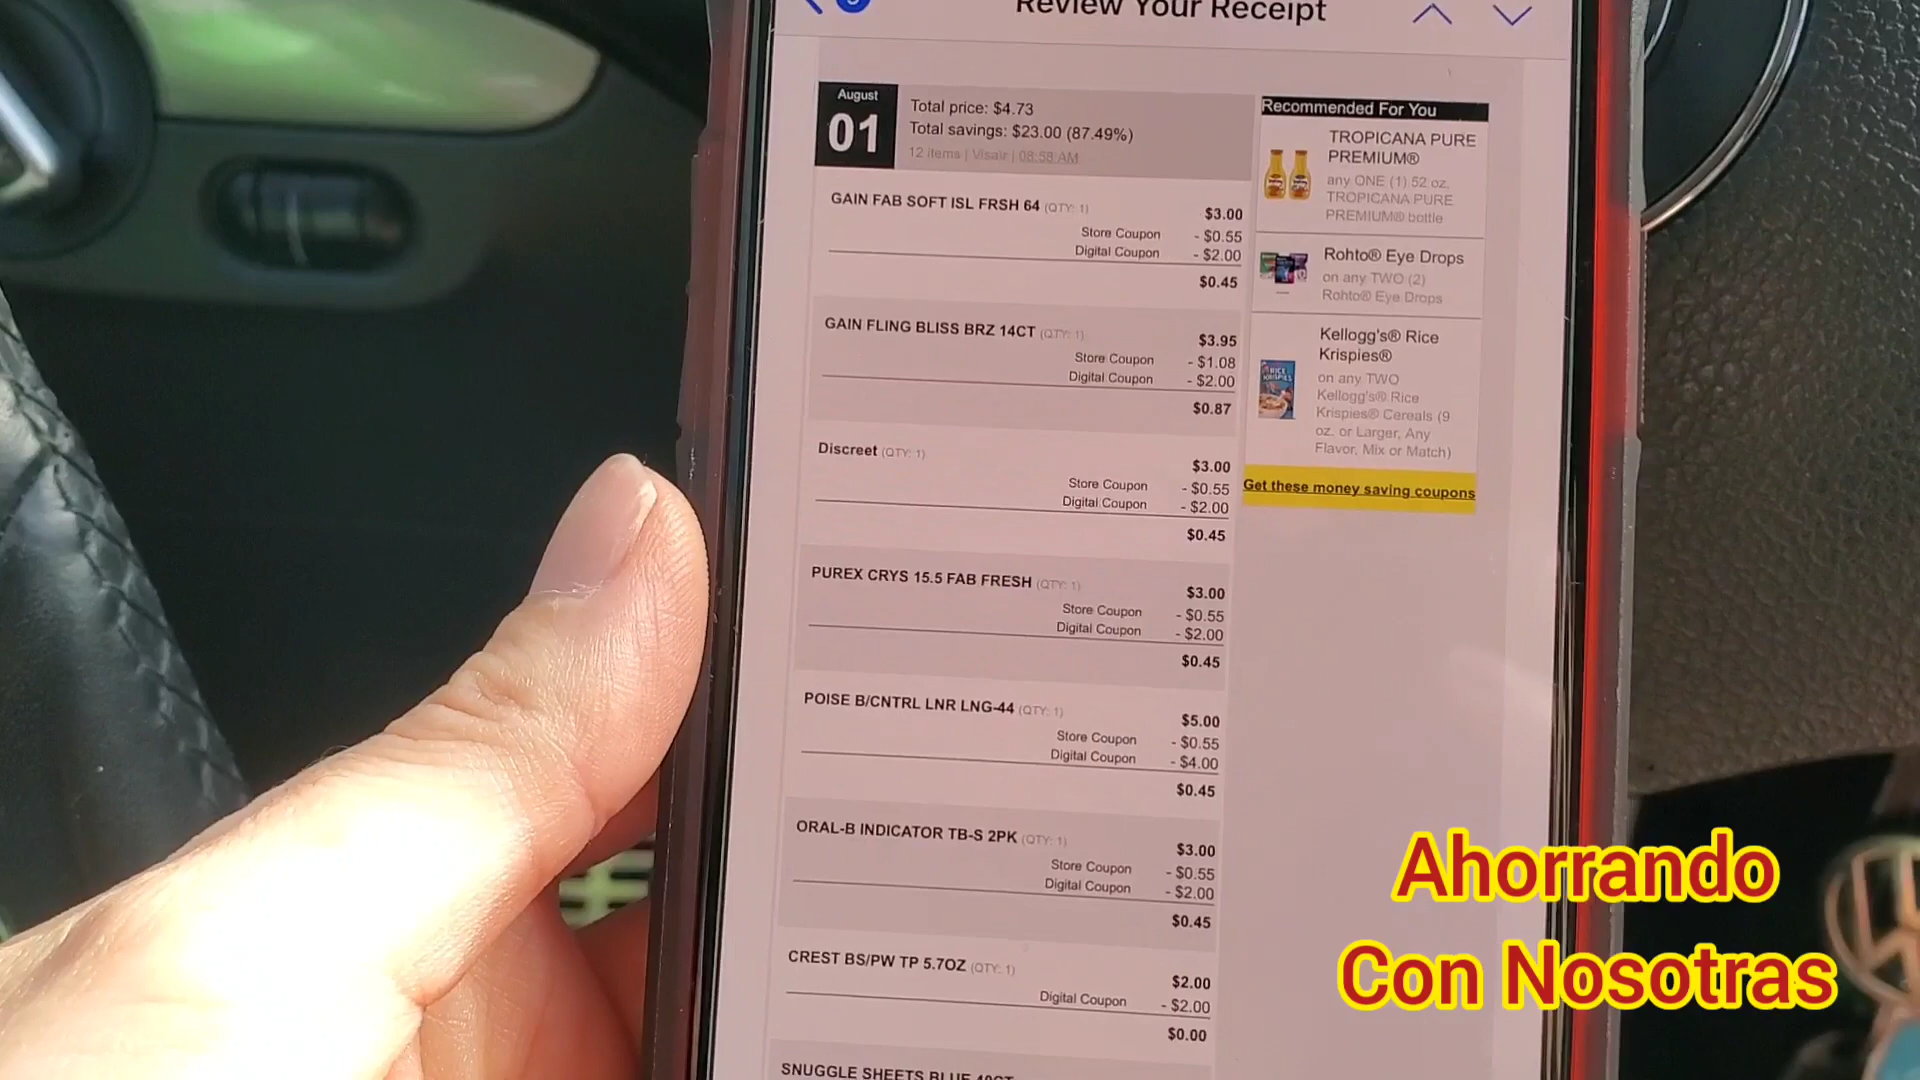 Review Your Receipt
August
01
Total price: $4.73
Total savings: $23.00 (87.49%)
12 items | Visair | 08:58 AM
GAIN FAB SOFT ISL FRSH 64 (QTY: 1) $3.00
Store Coupon - $0.55
Digital Coupon - $2.00
$0.45
GAIN FLING BLISS BRZ 14CT (QTY: 1) $3.95
Store Coupon - $1.08
Digital Coupon - $2.00
$0.87
Discreet (QTY: 1) $3.00
Store Coupon - $0.55
Digital Coupon - $2.00
$0.45
PUREX CRYS 15.5 FAB FRESH (QTY: 1) $3.00
Store Coupon - $0.55
Digital Coupon - $2.00
$0.45
POISE B/CNTRL LNR LNG-44 (QTY: 1) $5.00
Store Coupon - $0.55
Digital Coupon - $4.00
$0.45
ORAL-B INDICATOR TB-S 2PK (QTY: 1) $3.00
Store Coupon - $0.55
Digital Coupon - $2.00
$0.45
CREST BS/PW TP 5.7OZ (QTY: 1) $2.00
Digital Coupon - $2.00
$0.00
SNUGGLE SHEETS BLUE 40CT
Recommended For You
TROPICANA PURE
PREMIUM®
any ONE (1) 52 oz.
TROPICANA PURE
PREMIUM® bottle
Rohto® Eye Drops
on any TWO (2)
Rohto® Eye Drops
Kellogg's® Rice
Krispies®
on any TWO
Kellogg's® Rice
Krispies® Cereals (9
oz. or Larger, Any
Flavor, Mix or Match)
Get these money saving coupons
Ahorrando
Con Nosotras